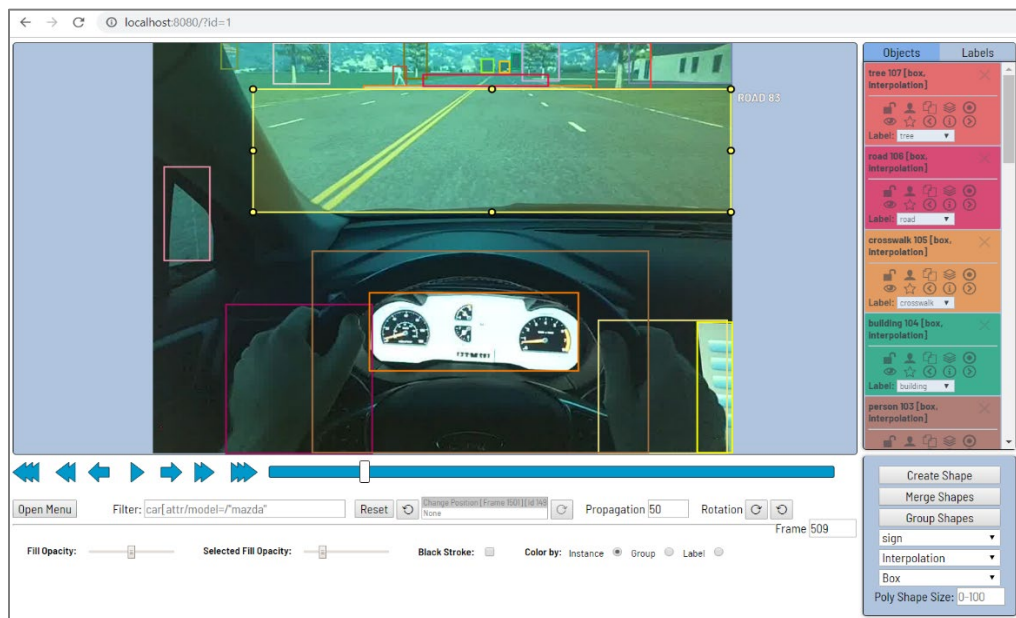 localhost:8080/?id=1
ROAD 83
Objects Labels
tree 107 [box, interpolation]
Label: tree
road 106 [box, interpolation]
Label: road
crosswalk 105 [box, interpolation]
Label: crosswalk
building 104 [box, interpolation]
Label: building
person 103 [box, interpolation]
Open Menu Filter: car[attr/model=/"mazda" Reset Change Position [Frame 150] [id 149 Propagation 50 Rotation
None
Frame 509
Fill Opacity: Selected Fill Opacity: Black Stroke: Color by: Instance Group Label
Create Shape
Merge Shapes
Group Shapes
sign
Interpolation
Box
Poly Shape Size: 0-100